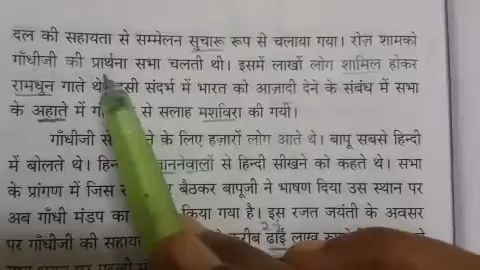 दल की सहायता से सम्मेलन सुचारू रूप से चलाया गया। रोज़ शामको
गाँधीजी की प्रार्थना सभा चलती थी। इसमें लाखों लोग शामिल होकर
रामधुन गाते थे। इसी संदर्भ में भारत को आज़ादी देने के संबंध में सभा
के अहाते में से सलाह मशविरा की गयी।
गाँधीजी के लिए हज़ारों लोग आते थे। बापू सबसे हिन्दी
में बोलते थे। जाननेवालों से हिन्दी सीखने को कहते थे। सभा
के प्रांगण में जिस बैठकर बापूजी ने भाषण दिया उस स्थान पर
अब गाँधी मंडप का किया गया है। इस रजत जयंती के अवसर
पर गाँधीजी की करीब ढाई लाख